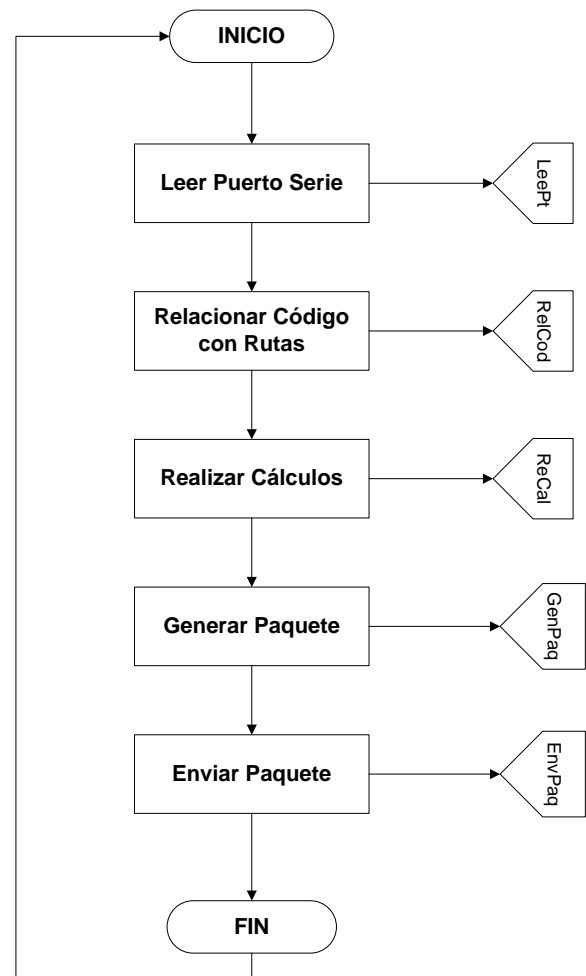 INICIO
Leer Puerto Serie
LeePt
Relacionar Código
con Rutas
RelCod
Realizar Cálculos
ReCal
Generar Paquete
GenPaq
Enviar Paquete
EnvPaq
FIN